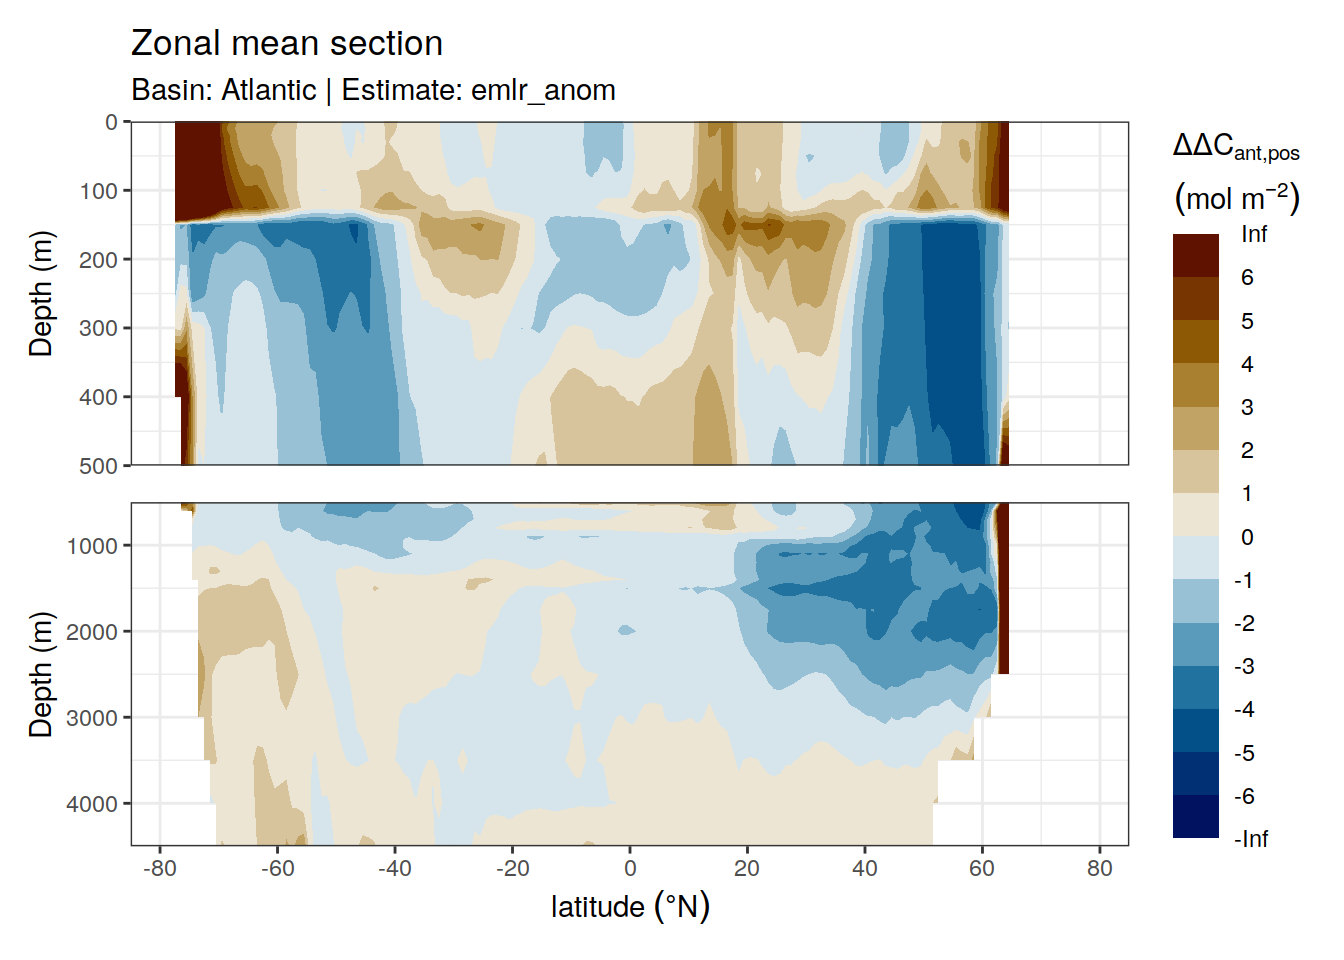 Zonal mean section
Basin: Atlantic | Estimate: emlr_anom
0
100
200
300
400
500
Depth (m)
1000
2000
3000
4000
Depth (m)
-80 -60 -40 -20 0 20 40 60 80
latitude (°N)
ΔΔCant,pos
(mol m−2)
Inf
6
5
4
3
2
1
0
-1
-2
-3
-4
-5
-6
-Inf